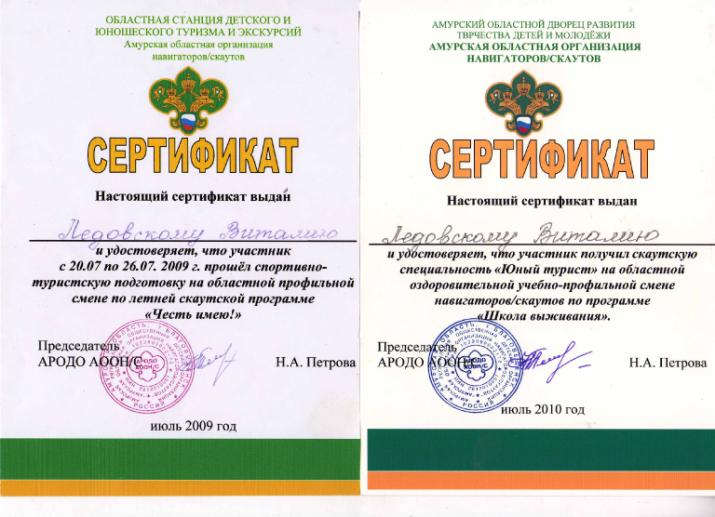 ОБЛАСТНАЯ СТАНЦИЯ ДЕТСКОГО И
ЮНОШЕСКОГО ТУРИЗМА И ЭКСКУРСИЙ
Амурская областная организация
навигаторов/скаутов
СЕРТИФИКАТ
Настоящий сертификат выдан
Ледовскому Виталию
и удостоверяет, что участник
с 20.07 по 26.07. 2009 г. прошёл спортивно-
туристскую подготовку на областной профильной
смене по летней скаутской программе
«Честь имею!»
Председатель
АРОДО АООН/С
Н.А. Петрова
июль 2009 год
АМУРСКИЙ ОБЛАСТНОЙ ДВОРЕЦ РАЗВИТИЯ
ТВРЧЕСТВА ДЕТЕЙ И МОЛОДЁЖИ
АМУРСКАЯ ОБЛАСТНАЯ ОРГАНИЗАЦИЯ
НАВИГАТОРОВ/СКАУТОВ
СЕРТИФИКАТ
Настоящий сертификат выдан
Ледовскому Виталию
и удостоверяет, что участник получил скаутскую
специальность «Юный турист» на областной
оздоровительной учебно-профильной смене
навигаторов/скаутов по программе
«Школа выживания».
Председатель
АРОДО АООН/С
Н.А. Петрова
июль 2010 год